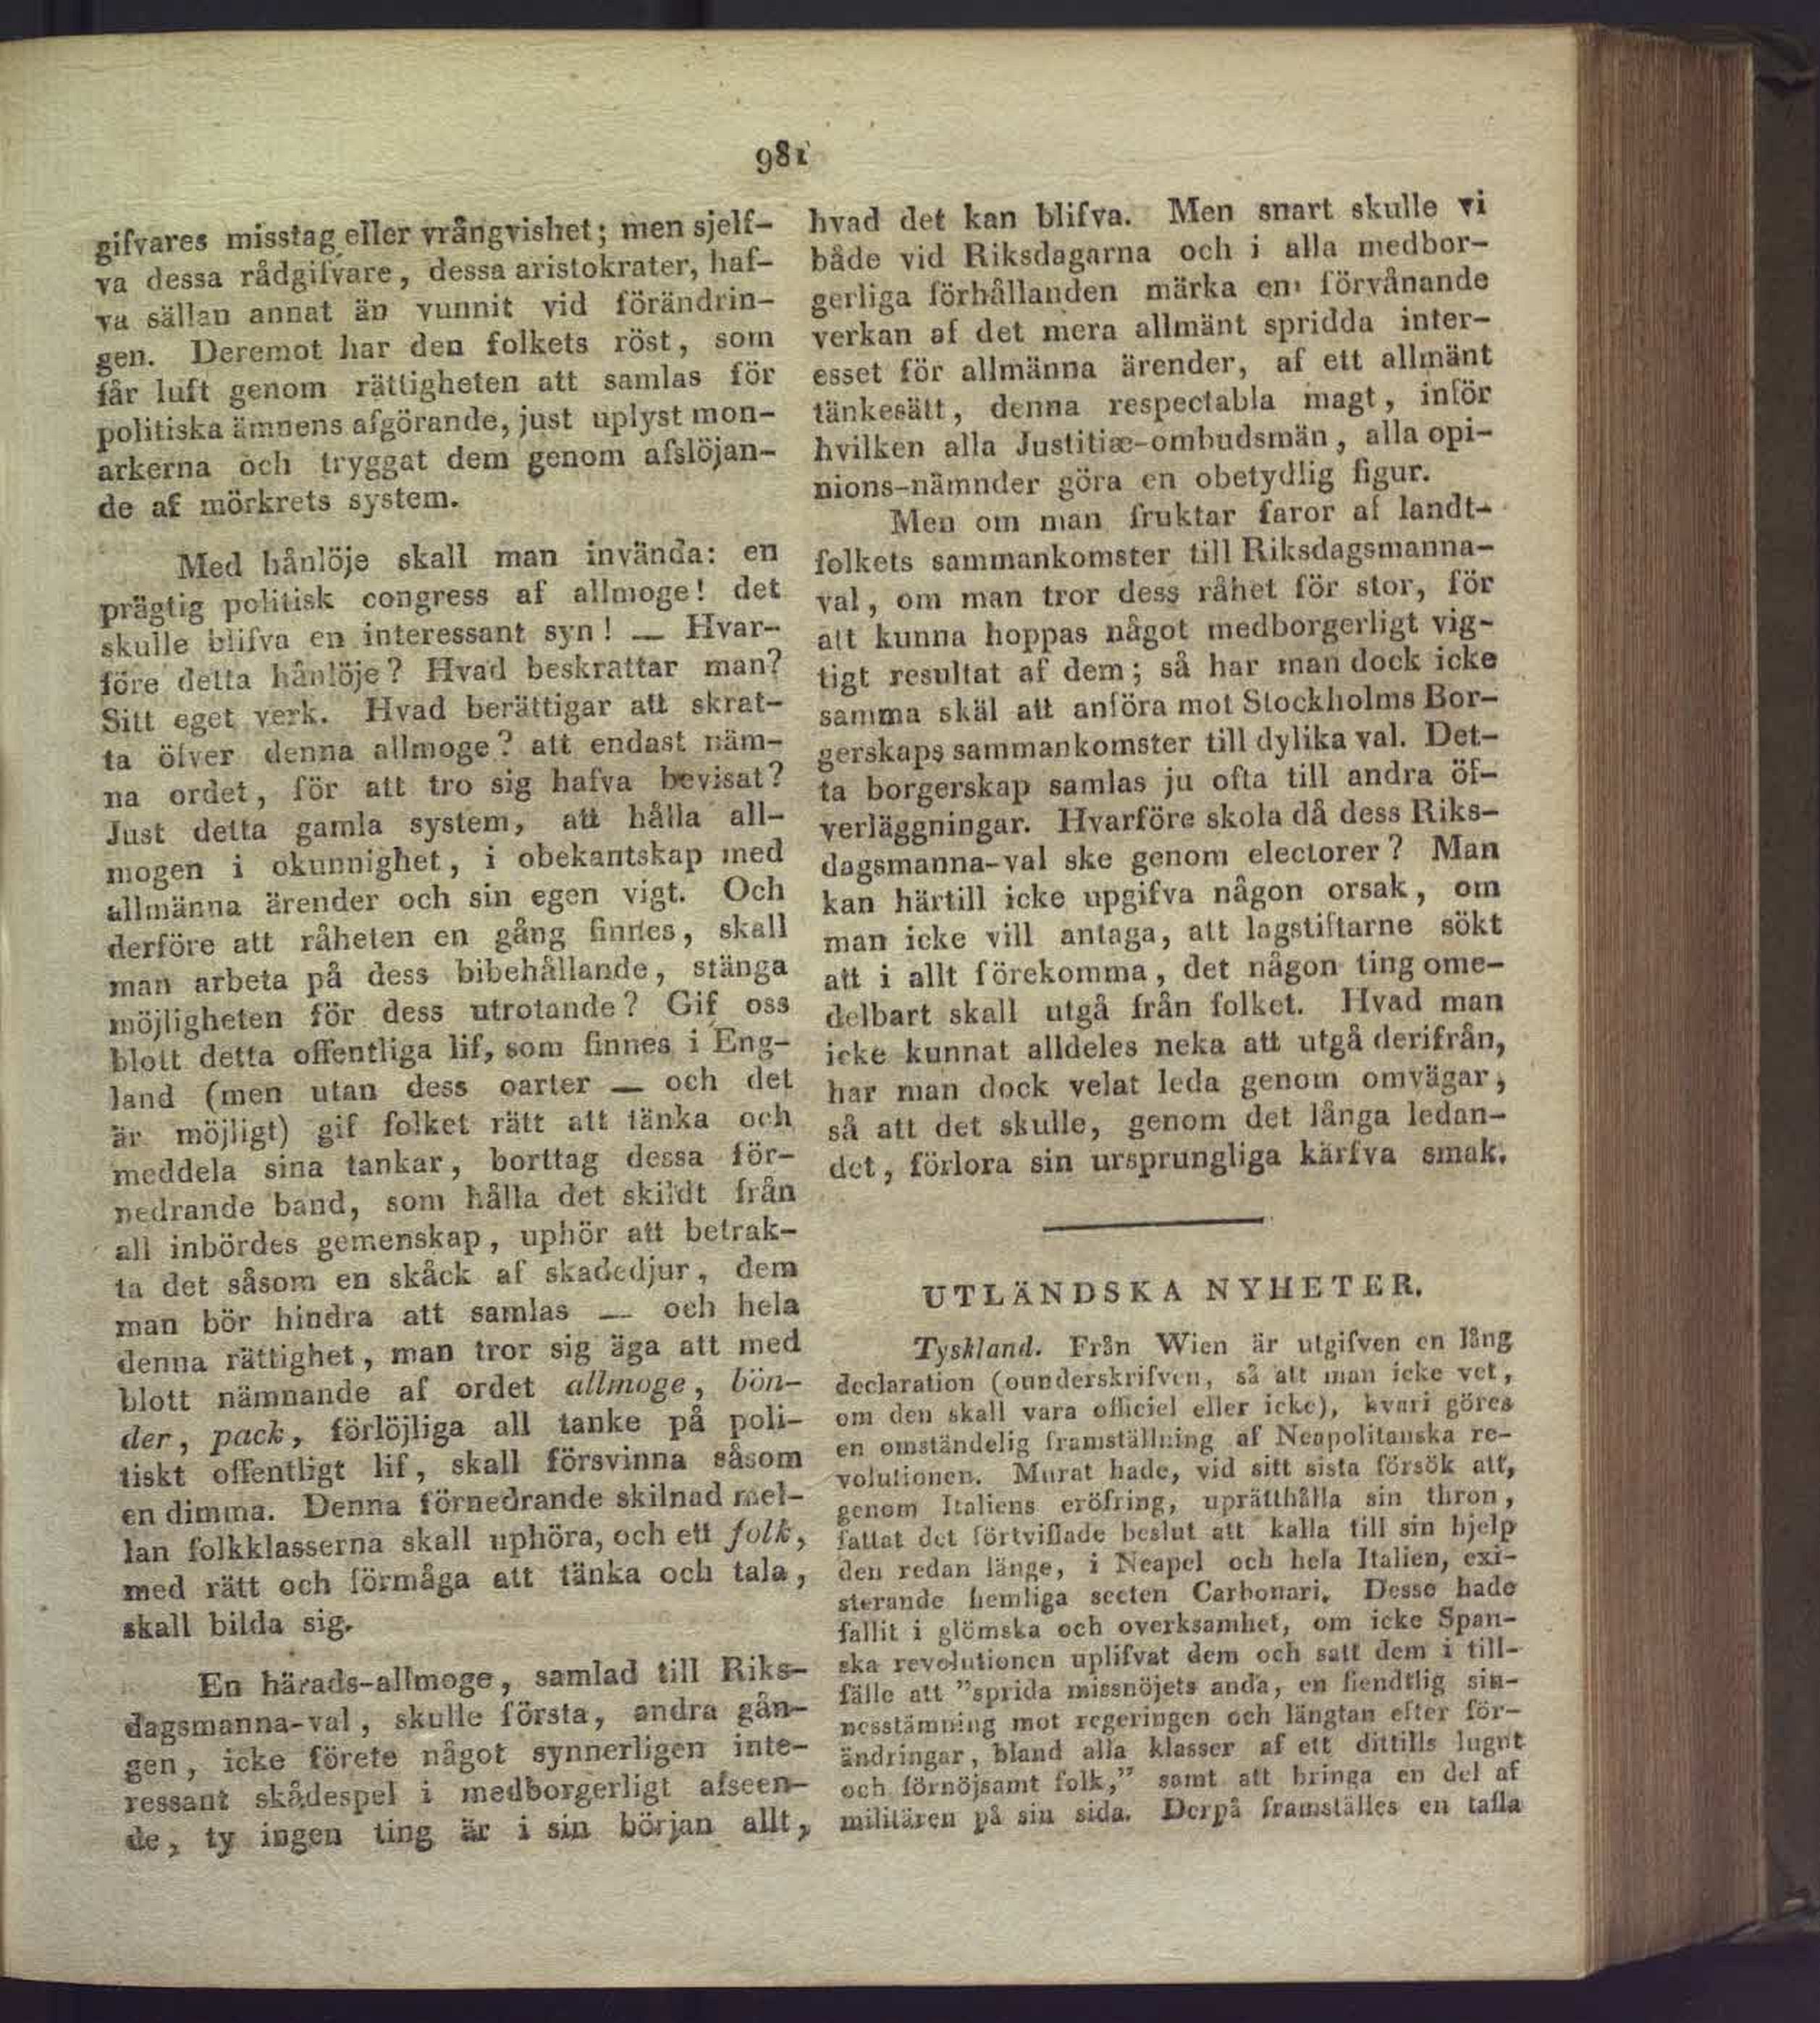 981
gifvares misstag eller vrångvishet; men sjelf-
va dessa rådgifvare, dessa aristokrater, haf-
va sällan annat än vunnit vid förändrin-
gen. Deremot har den folkets röst, som
får luft genom rättigheten att samlas för
politiska ämnens afgörande, just uplyst mon-
arkerna och tryggat dem genom afslöjan-
de af mörkrets system.
Med hånlöje skall man invända: en
prägtig politisk congress af allmoge! det
skulle blifva en interessant syn! — Hvar-
före detta hånlöje? Hvad beskrattar man?
Sitt eget verk. Hvad berättigar att skrat-
ta öfver denna allmoge? att endast näm-
na ordet, för att tro sig hafva bevisat?
Just detta gamla system, att hålla all-
mogen i okunnighet, i obekantskap med
allmänna ärender och sin egen vigt. Och
derföre att råheten en gång finnes, skall
man arbeta på dess bibehållande, stänga
möjligheten för dess utrotande? Gif oss
blott detta offentliga lif, som finnes i Eng-
land (men utan dess oarter — och det
är möjligt) gif folket rätt att tänka och
meddela sina tankar, borttag dessa för-
nedrande band, som hålla det skildt från
all inbördes gemenskap, uphör att betrak-
ta det såsom en skåck af skadedjur, dem
man bör hindra att samlas — och hela
denna rättighet, man tror sig äga att med
blott nämnande af ordet allmoge, bön-
der, pack, förlöjliga all tanke på poli-
tiskt offentligt lif, skall försvinna såsom
en dimma. Denna förnedrande skilnad mel-
lan folkklasserna skall uphöra, och ett folk,
med rätt och förmåga att tänka och tala,
skall bilda sig.
En härads-allmoge, samlad till Riks-
dagsmanna-val, skulle första, andra gån-
gen, icke förete något synnerligen inte-
ressant skådespel i medborgerligt afseen-
de, ty ingen ting är i sin början allt,
hvad det kan blifva. Men snart skulle vi
både vid Riksdagarna och i alla medbor-
gerliga förhållanden märka en förvånande
verkan af det mera allmänt spridda inter-
esset för allmänna ärender, af ett allmänt
tänkesätt, denna respectabla magt, inför
hvilken alla Justitiæ-ombudsmän, alla opi-
nions-nämnder göra en obetydlig figur.
Men om man fruktar faror af landt-
folkets sammankomster till Riksdagsmanna-
val, om man tror dess råhet för stor, för
att kunna hoppas något medborgerligt vig-
tigt resultat af dem; så har man dock icke
samma skäl att anföra mot Stockholms Bor-
gerskaps sammankomster till dylika val. Det-
ta borgerskap samlas ju ofta till andra öf-
verläggningar. Hvarföre skola då dess Riks-
dagsmanna-val ske genom electorer? Man
kan härtill icke upgifva någon orsak, om
man icke vill antaga, att lagstiftarne sökt
att i allt förekomma, det någon ting ome-
delbart skall utgå från folket. Hvad man
icke kunnat alldeles neka att utgå derifrån,
har man dock velat leda genom omvägar,
så att det skulle, genom det långa ledan-
det, förlora sin ursprungliga kärfva smak.
UTLÄNDSKA NYHETER.
Tyskland. Från Wien är utgifven en lång
declaration (ounderskrifven, så att man icke vet,
om den skall vara officiel eller icke), hvari göres
en omständelig framställning af Neapolitanska re-
volutionen. Murat hade, vid sitt sista försök att,
genom Italiens eröfring, uprätthålla sin thron,
fattat det förtviflade beslut att kalla till sin hjelp
den redan länge, i Neapel och hela Italien, exi-
sterande hemliga secten Carbonari. Desse hade
fallit i glömska och overksamhet, om icke Span-
ska revolutionen uplifvat dem och satt dem i till-
fälle att "sprida missnöjets anda, en fiendtlig sin-
nesstämning mot regeringen och längtan efter för-
ändringar, bland alla klasser af ett dittills lugnt
och förnöjsamt folk," samt att bringa en del af
militären på sin sida. Derpå framställes en tafla